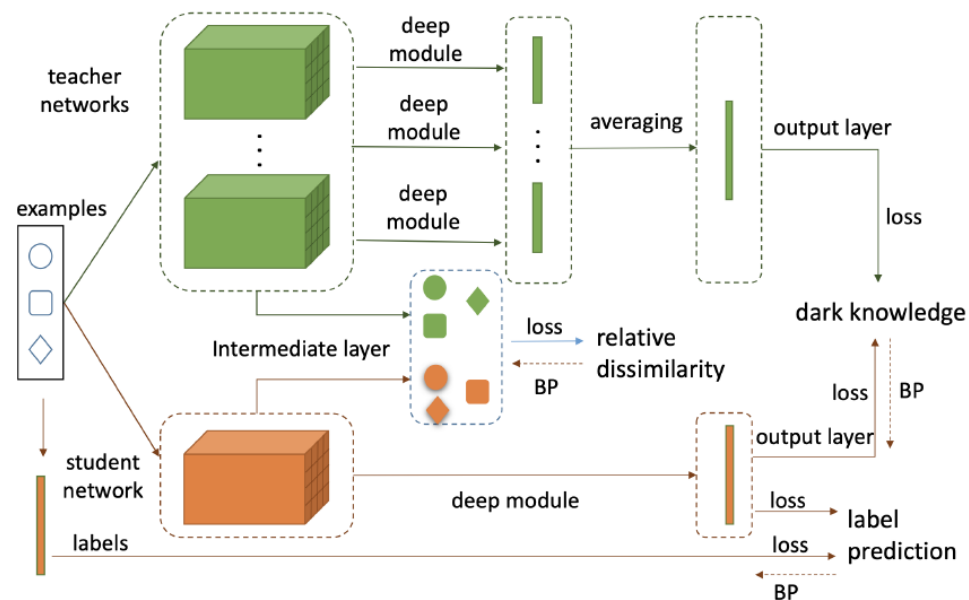 teacher
networks
deep
module
deep
module
deep
module
averaging
output layer
loss
examples
Intermediate layer
loss
BP
relative
dissimilarity
dark knowledge
loss
BP
output layer
student
network
deep module
loss
label
prediction
labels
loss
BP